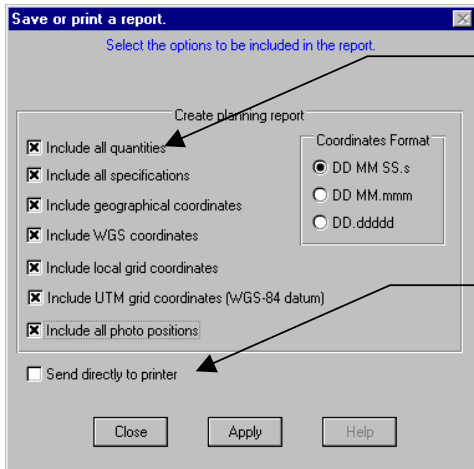 Save or print a report.
Select the options to be included in the report.
Create planning report
Include all quantities
Include all specifications
Include geographical coordinates
Include WGS coordinates
Include local grid coordinates
Include UTM grid coordinates (WGS-84 datum)
Include all photo positions
Coordinates Format
DD MM SS.s
DD MM.mmm
DD.ddddd
Send directly to printer
Close
Apply
Help